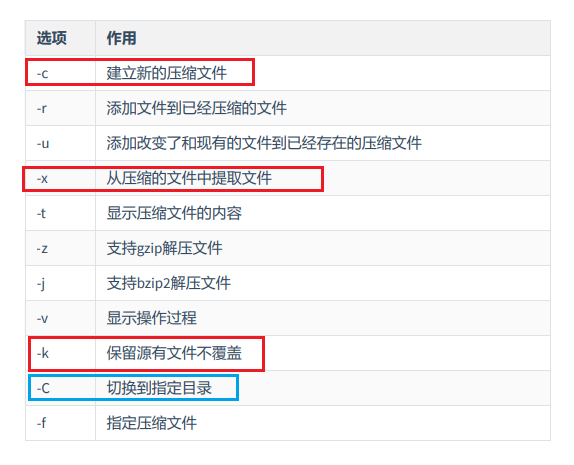 选项 作用
-c 建立新的压缩文件
-r 添加文件到已经压缩的文件
-u 添加改变了和现有的文件到已经存在的压缩文件
-x 从压缩的文件中提取文件
-t 显示压缩文件的内容
-z 支持gzip解压文件
-j 支持bzip2解压文件
-v 显示操作过程
-k 保留源有文件不覆盖
-C 切换到指定目录
-f 指定压缩文件